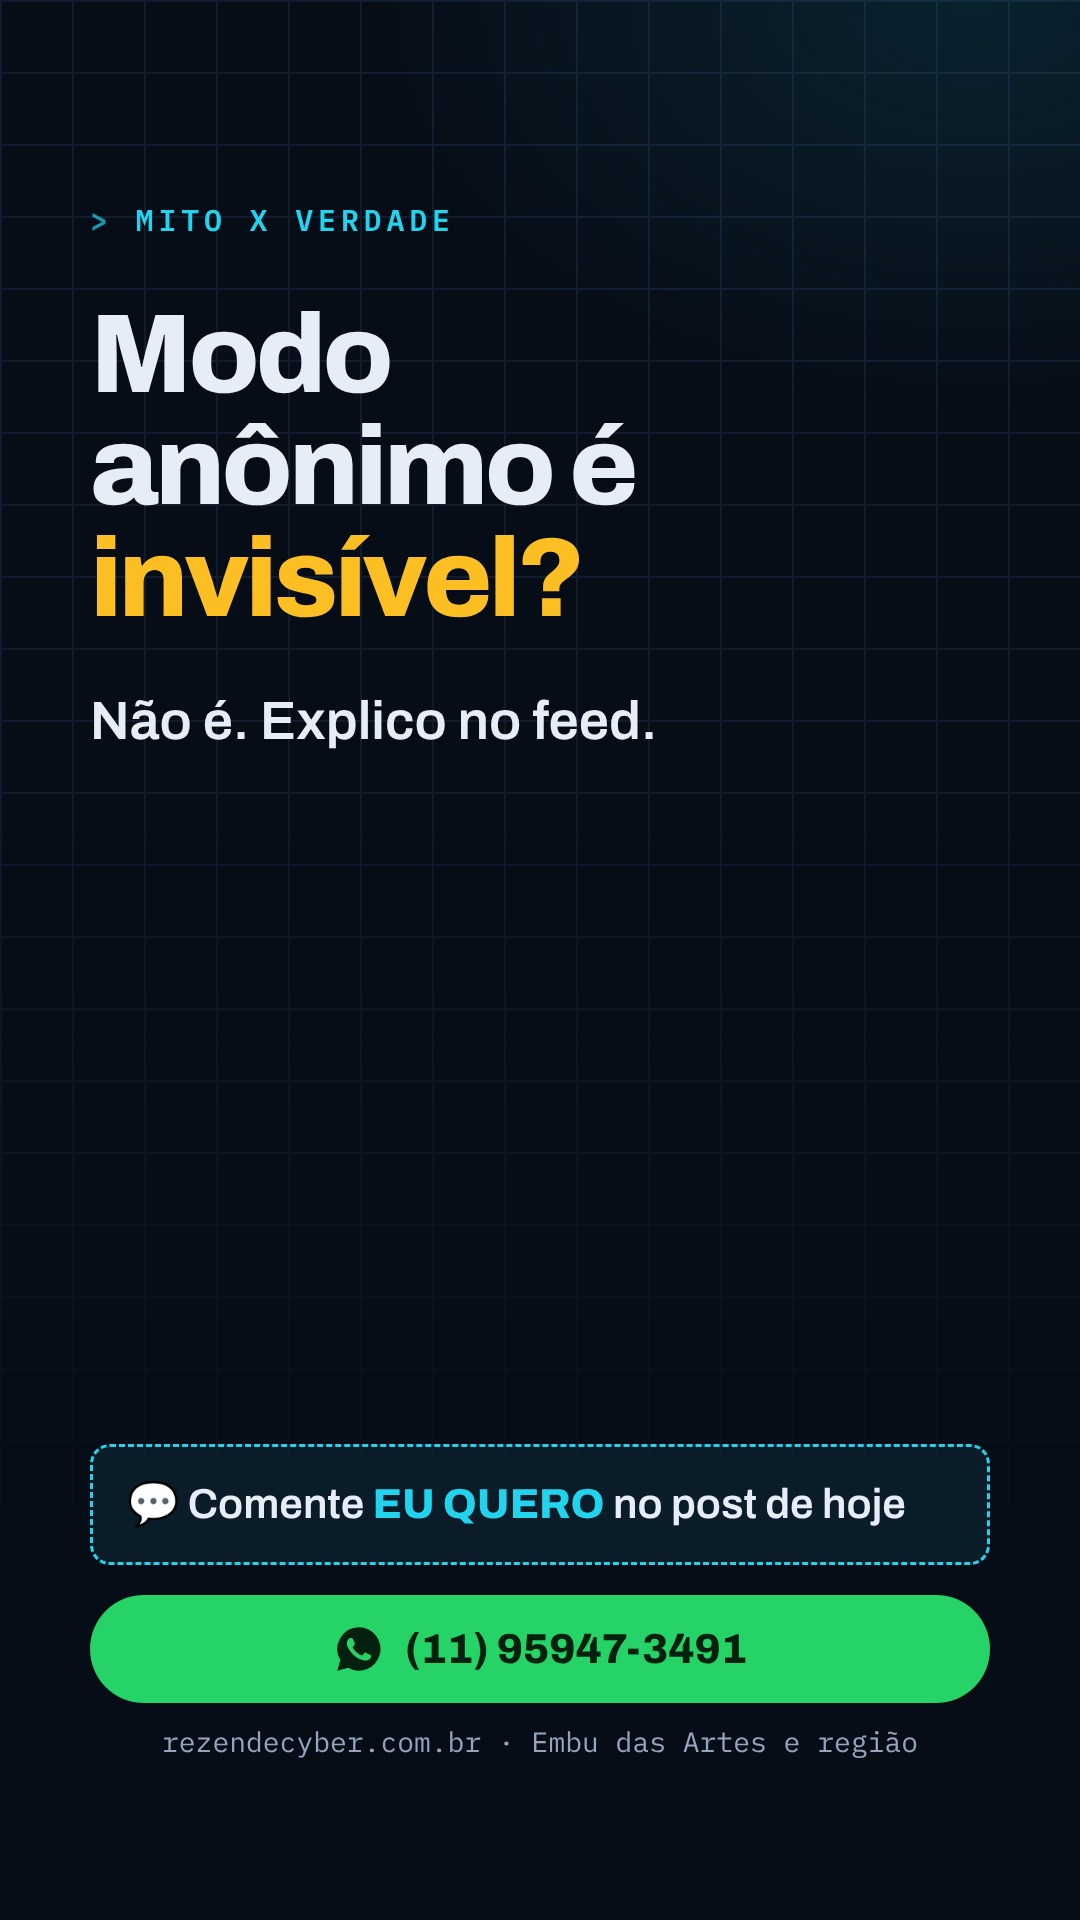 > MITO X VERDADE
Modo
anônimo é
invisível?
Não é. Explico no feed.
💬 Comente EU QUERO no post de hoje
(11) 95947-3491
rezendecyber.com.br · Embu das Artes e região